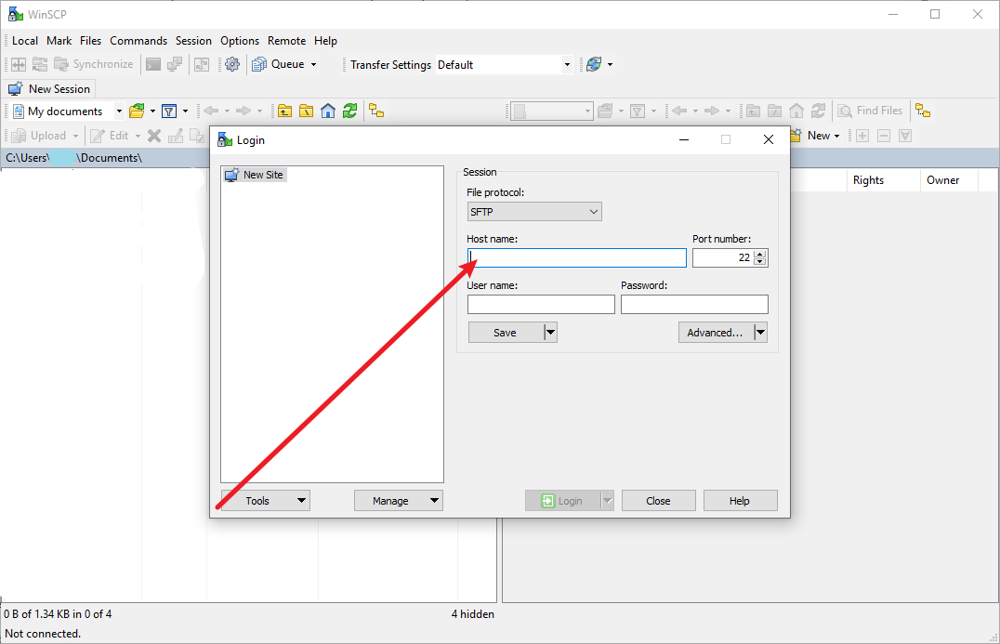 WinSCP
Local Mark Files Commands Session Options Remote Help
Synchronize Queue Transfer Settings Default
New Session
My documents Find Files
Upload Edit New
C:\Users\ \Documents\
Rights Owner
Login
New Site
Session
File protocol:
SFTP
Host name: Port number:
22
User name: Password:
Save Advanced...
Tools Manage Login Close Help
0 B of 1.34 KB in 0 of 4 4 hidden
Not connected.